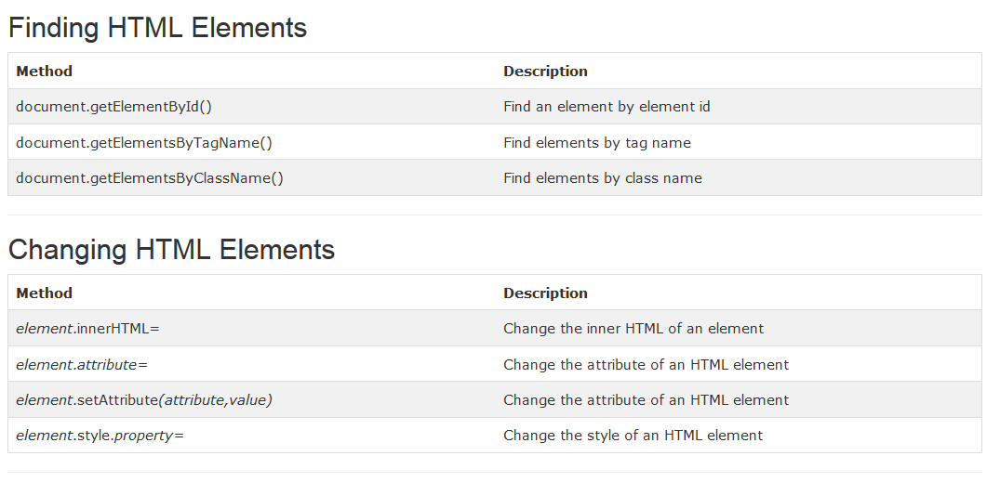 Finding HTML Elements
Method Description
document.getElementById() Find an element by element id
document.getElementsByTagName() Find elements by tag name
document.getElementsByClassName() Find elements by class name
Changing HTML Elements
Method Description
element.innerHTML= Change the inner HTML of an element
element.attribute= Change the attribute of an HTML element
element.setAttribute(attribute,value) Change the attribute of an HTML element
element.style.property= Change the style of an HTML element